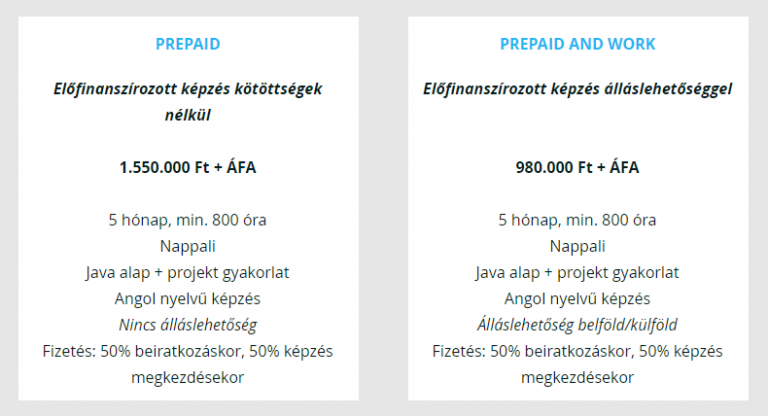 PREPAID
Előfinanszírozott képzés kötöttségek
nélkül
1.550.000 Ft + ÁFA
5 hónap, min. 800 óra
Nappali
Java alap + projekt gyakorlat
Angol nyelvű képzés
Nincs álláslehetőség
Fizetés: 50% beiratkozáskor, 50% képzés
megkezdésekor
PREPAID AND WORK
Előfinanszírozott képzés álláslehetőséggel
980.000 Ft + ÁFA
5 hónap, min. 800 óra
Nappali
Java alap + projekt gyakorlat
Angol nyelvű képzés
Álláslehetőség belföld/külföld
Fizetés: 50% beiratkozáskor, 50% képzés
megkezdésekor